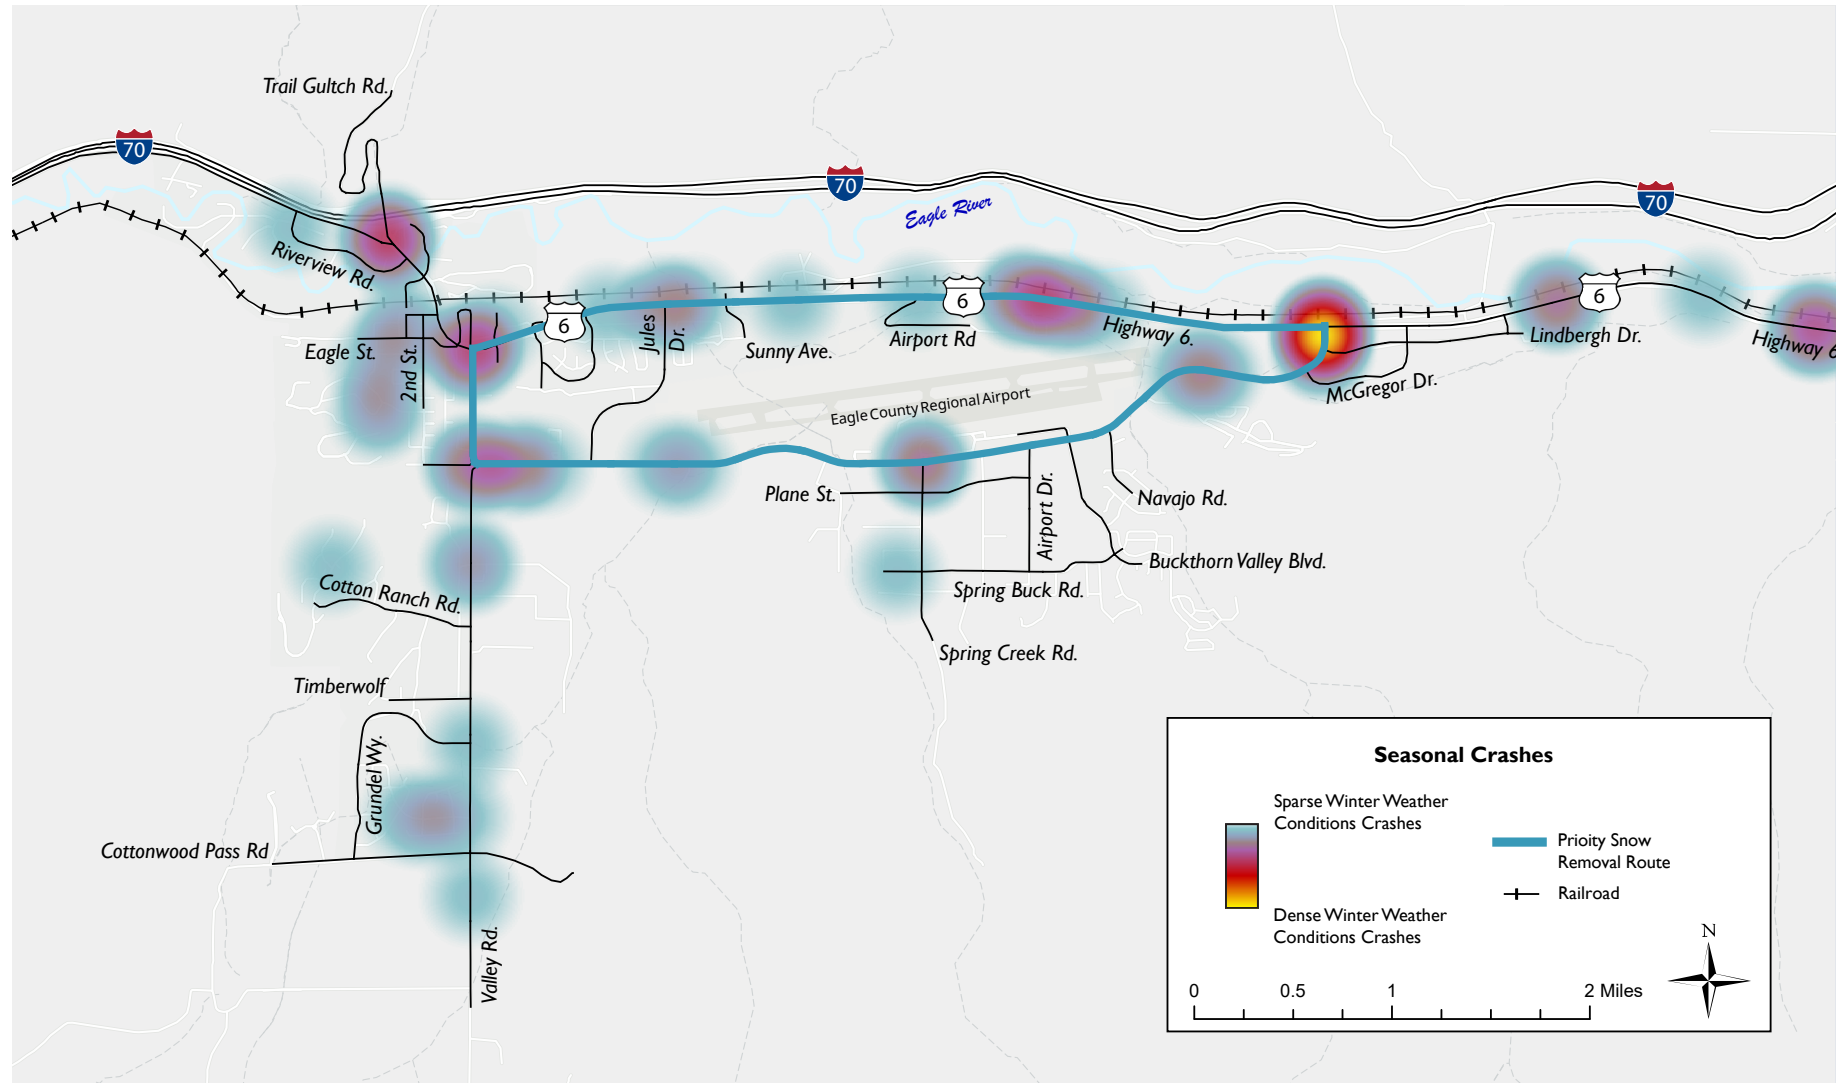 Trail Gultch Rd.
70
70
70
Eagle River
Riverview Rd.
6
6
6
Eagle St.
2nd St.
Jules
Dr.
Sunny Ave.
Airport Rd
Highway 6.
Lindbergh Dr.
Highway 6
McGregor Dr.
Eagle County Regional Airport
Plane St.
Airport Dr.
Navajo Rd.
Buckthorn Valley Blvd.
Spring Buck Rd.
Cotton Ranch Rd.
Spring Creek Rd.
Timberwolf
Grundel Wy.
Cottonwood Pass Rd
Valley Rd.
Seasonal Crashes
Sparse Winter Weather
Conditions Crashes
Prioity Snow
Removal Route
Railroad
Dense Winter Weather
Conditions Crashes
N
0 0.5 1 2 Miles